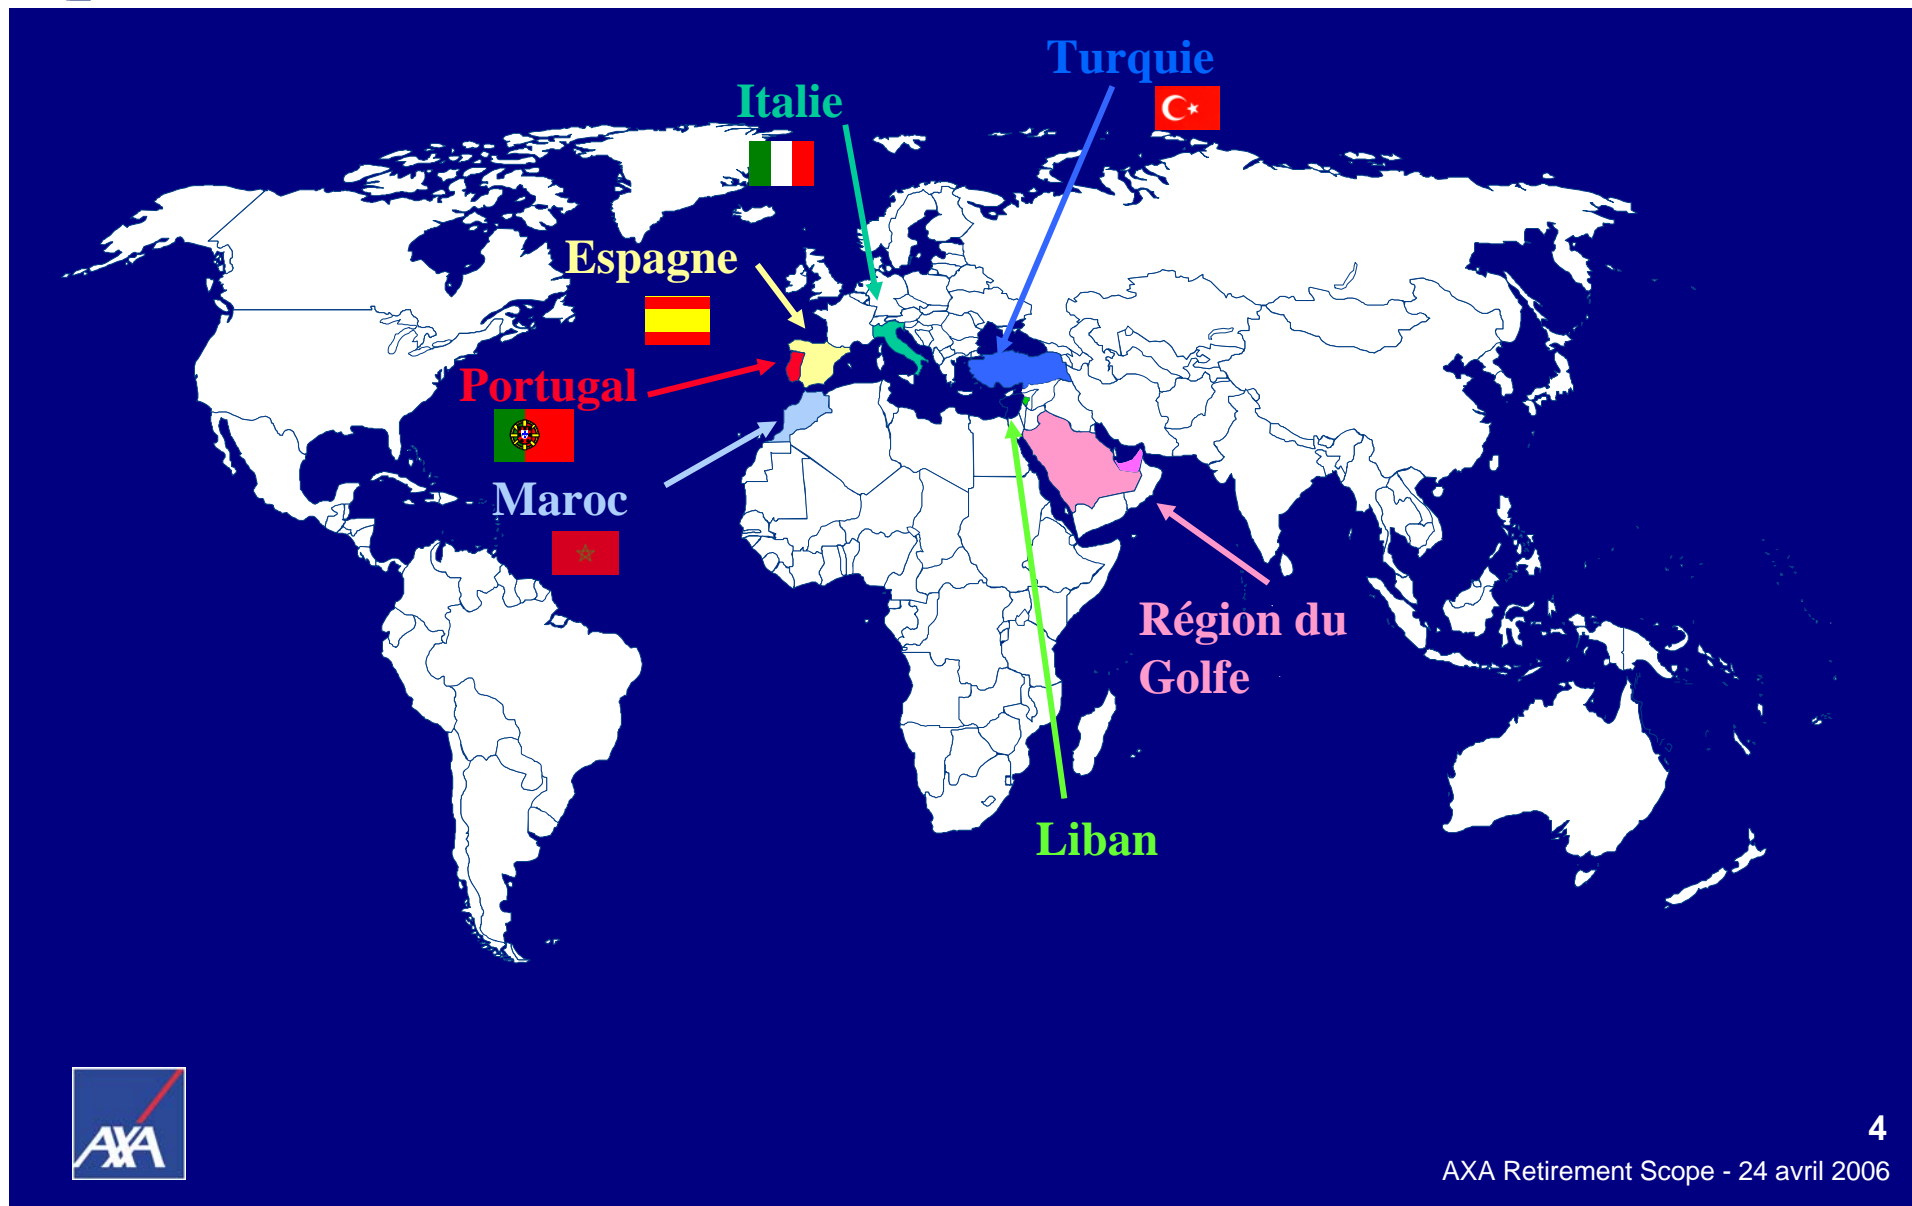 Turquie
Italie
Espagne
Portugal
Maroc
Région du
Golfe
Liban
AXA
4
AXA Retirement Scope - 24 avril 2006